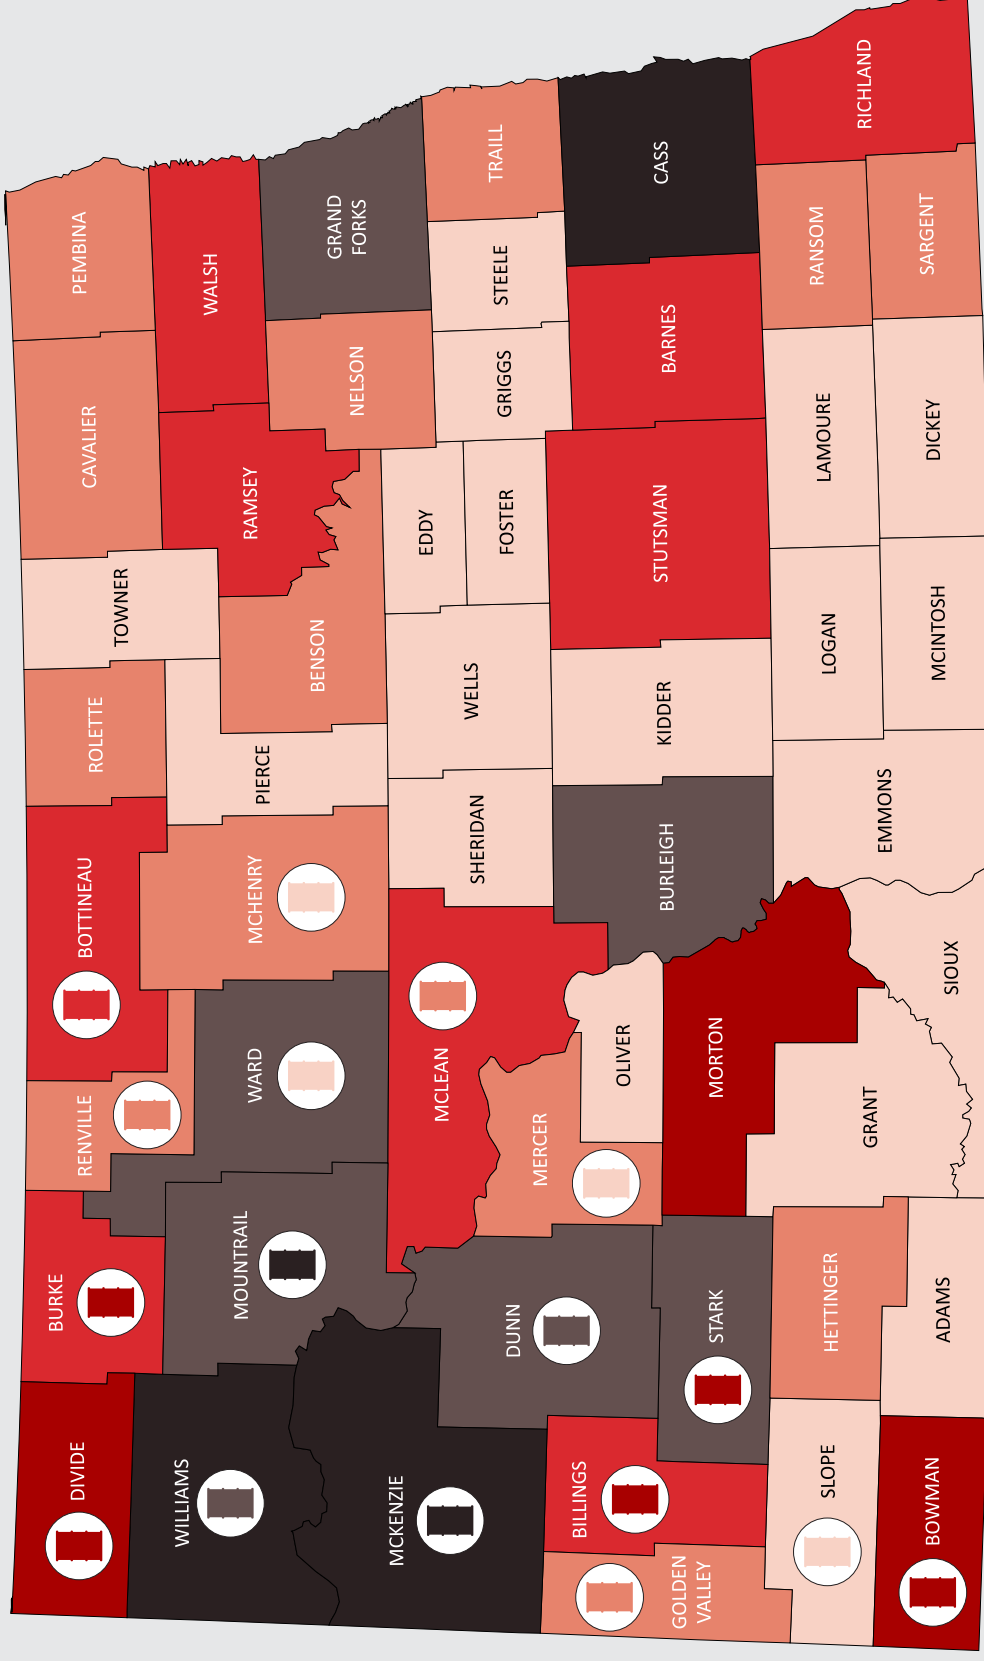 DIVIDE
BURKE
RENVILLE
BOTTINEAU
ROLETTE
TOWNER
CAVALIER
PEMBINA
WILLIAMS
MOUNTRAIL
WARD
MCHENRY
PIERCE
BENSON
RAMSEY
WALSH
NELSON
GRAND
FORKS
MCKENZIE
DUNN
MERCER
MCLEAN
SHERIDAN
WELLS
EDDY
FOSTER
GRIGGS
STEELE
TRAILL
BILLINGS
GOLDEN
VALLEY
STARK
OLIVER
MORTON
BURLEIGH
KIDDER
STUTSMAN
BARNES
CASS
SLOPE
HETTINGER
GRANT
EMMONS
LOGAN
LAMOURE
RANSOM
RICHLAND
BOWMAN
ADAMS
SIOUX
MCINTOSH
DICKEY
SARGENT